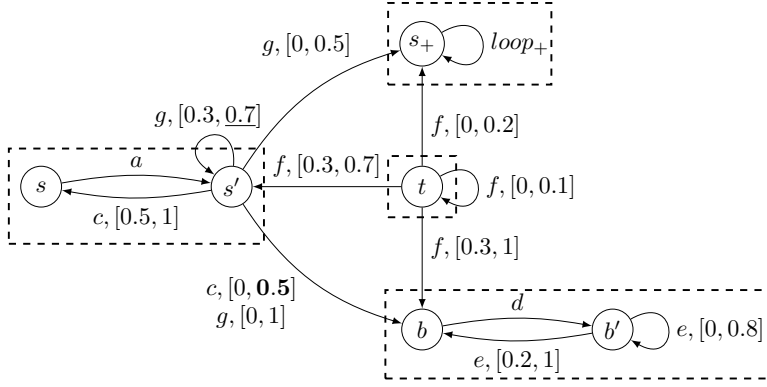 s₊
loop₊
g, [0, 0.5]
g, [0.3, 0.7]
f, [0, 0.2]
a
f, [0.3, 0.7]
s
s′
t
f, [0, 0.1]
c, [0.5, 1]
f, [0.3, 1]
c, [0, 0.5]
g, [0, 1]
d
b
b′
e, [0, 0.8]
e, [0.2, 1]